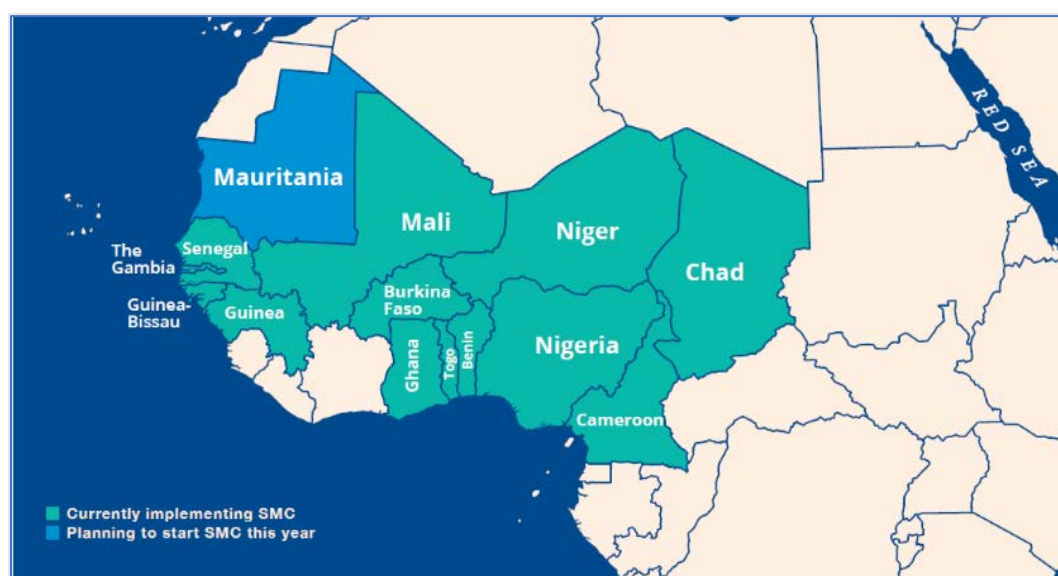 RED SEA
Mauritania
Mali
Niger
Chad
Senegal
The
Gambia
Guinea-
Bissau
Guinea
Burkina
Faso
Nigeria
Ghana
Togo
Benin
Cameroon
Currently implementing SMC
Planning to start SMC this year